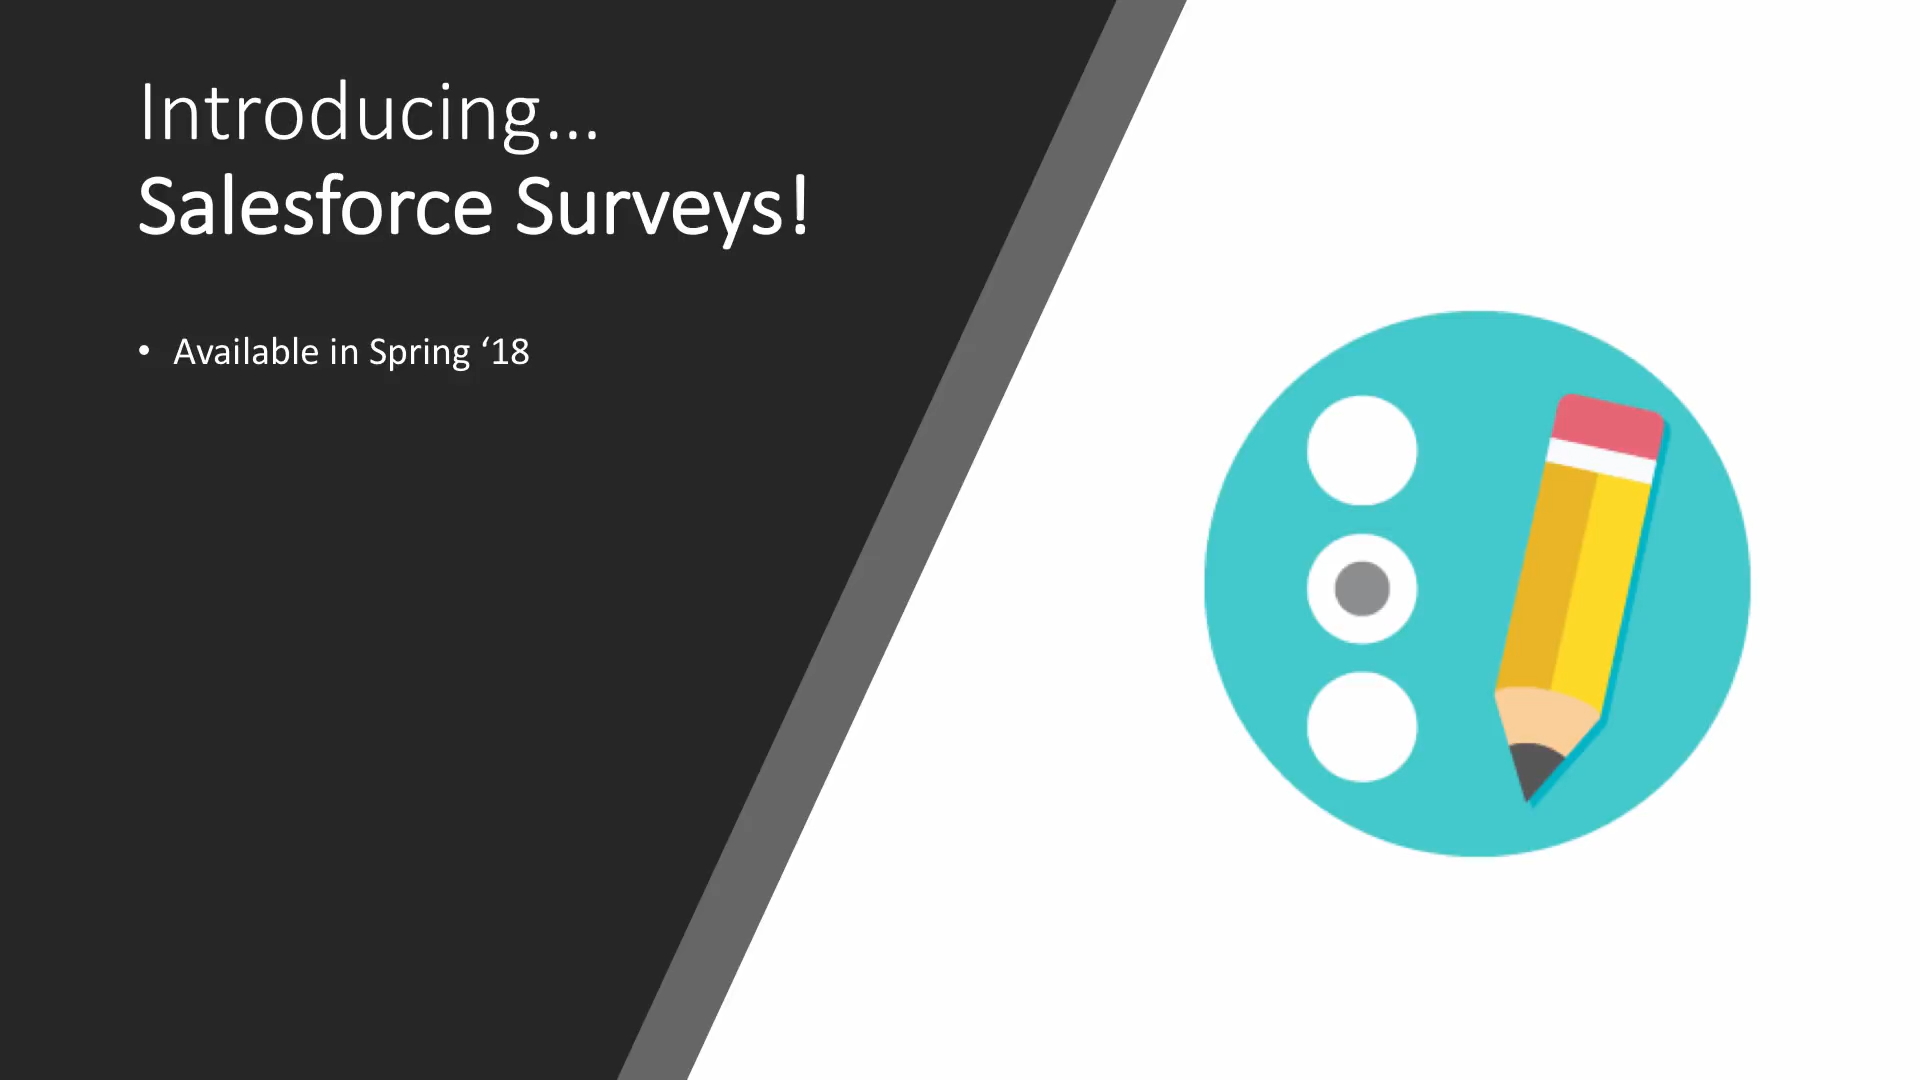 Introducing…
Salesforce Surveys!
• Available in Spring ‘18